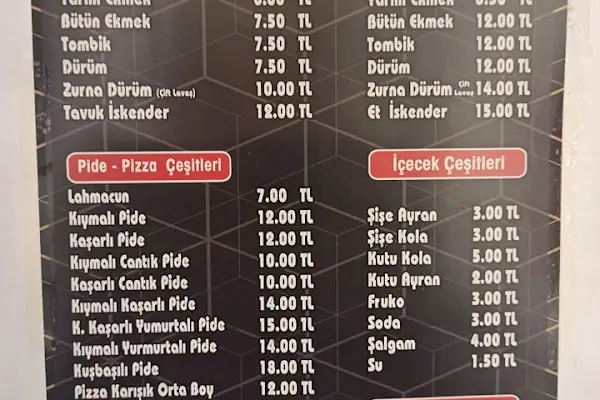 Bütün Ekmek 7.50 TL
Tombik 7.50 TL
Dürüm 7.50 TL
Zurna Dürüm (Çift Lavaş) 10.00 TL
Tavuk İskender 12.00 TL
Pide - Pizza Çeşitleri
Lahmacun 7.00 TL
Kıymalı Pide 12.00 TL
Kaşarlı Pide 12.00 TL
Kıymalı Cantık Pide 10.00 TL
Kaşarlı Cantık Pide 10.00 TL
Kıymalı Kaşarlı Pide 14.00 TL
K. Kaşarlı Yumurtalı Pide 15.00 TL
Kıymalı Yurmurtalı Pide 14.00 TL
Kuşbaşılı Pide 18.00 TL
Pizza Karışık Orta Boy 12.00 TL
Bütün Ekmek 12.00 TL
Tombik 12.00 TL
Dürüm 12.00 TL
Zurna Dürüm Çift Lavaş 14.00 TL
Et İskender 15.00 TL
İçecek Çeşitleri
Şişe Ayran 3.00 TL
Şişe Kola 3.00 TL
Kutu Kola 5.00 TL
Kutu Ayran 2.00 TL
Fruko 3.00 TL
Soda 3.00 TL
Şalgam 4.00 TL
Su 1.50 TL